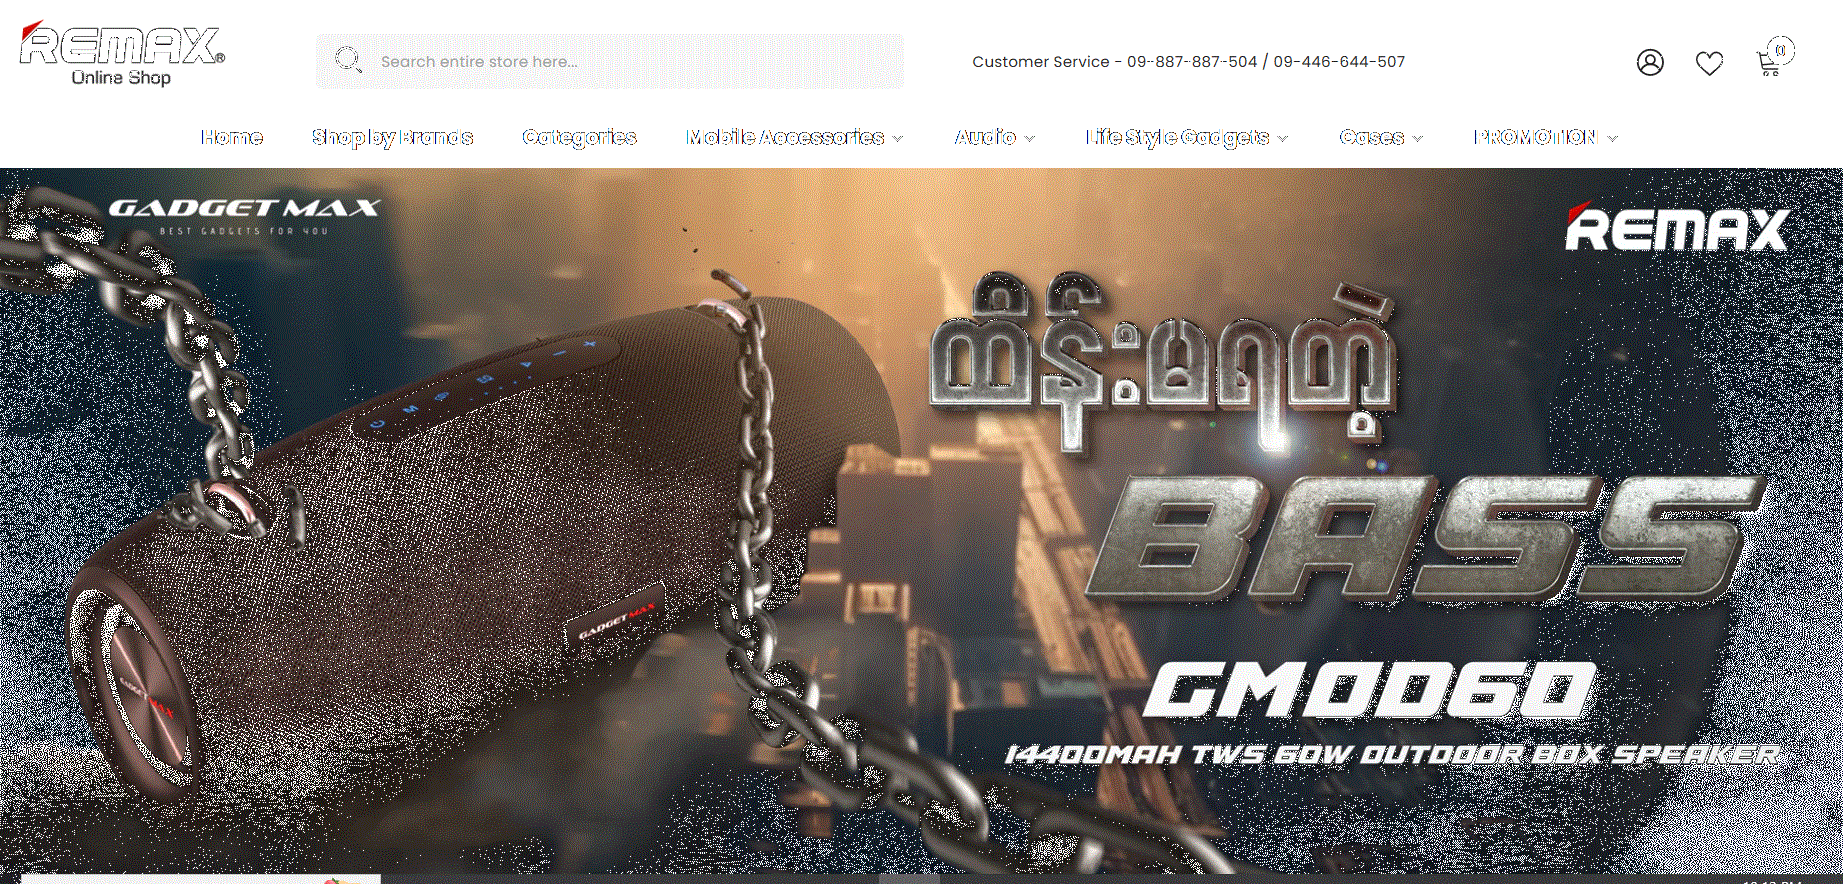 REMAX®
Online Shop
Search entire store here...
Customer Service - 09-887-887-504 / 09-446-644-507
0
Home Shop by Brands Categories Mobile Accessories Audio Life Style Gadgets Cases PROMOTION
GADGET MAX
BEST GADGETS FOR YOU
REMAX
ထိန်းမရတဲ့
BASS
GADGETMAX
GADGET MAX
GMOD60
14400MAH TWS 60W OUTDOOR BOX SPEAKER